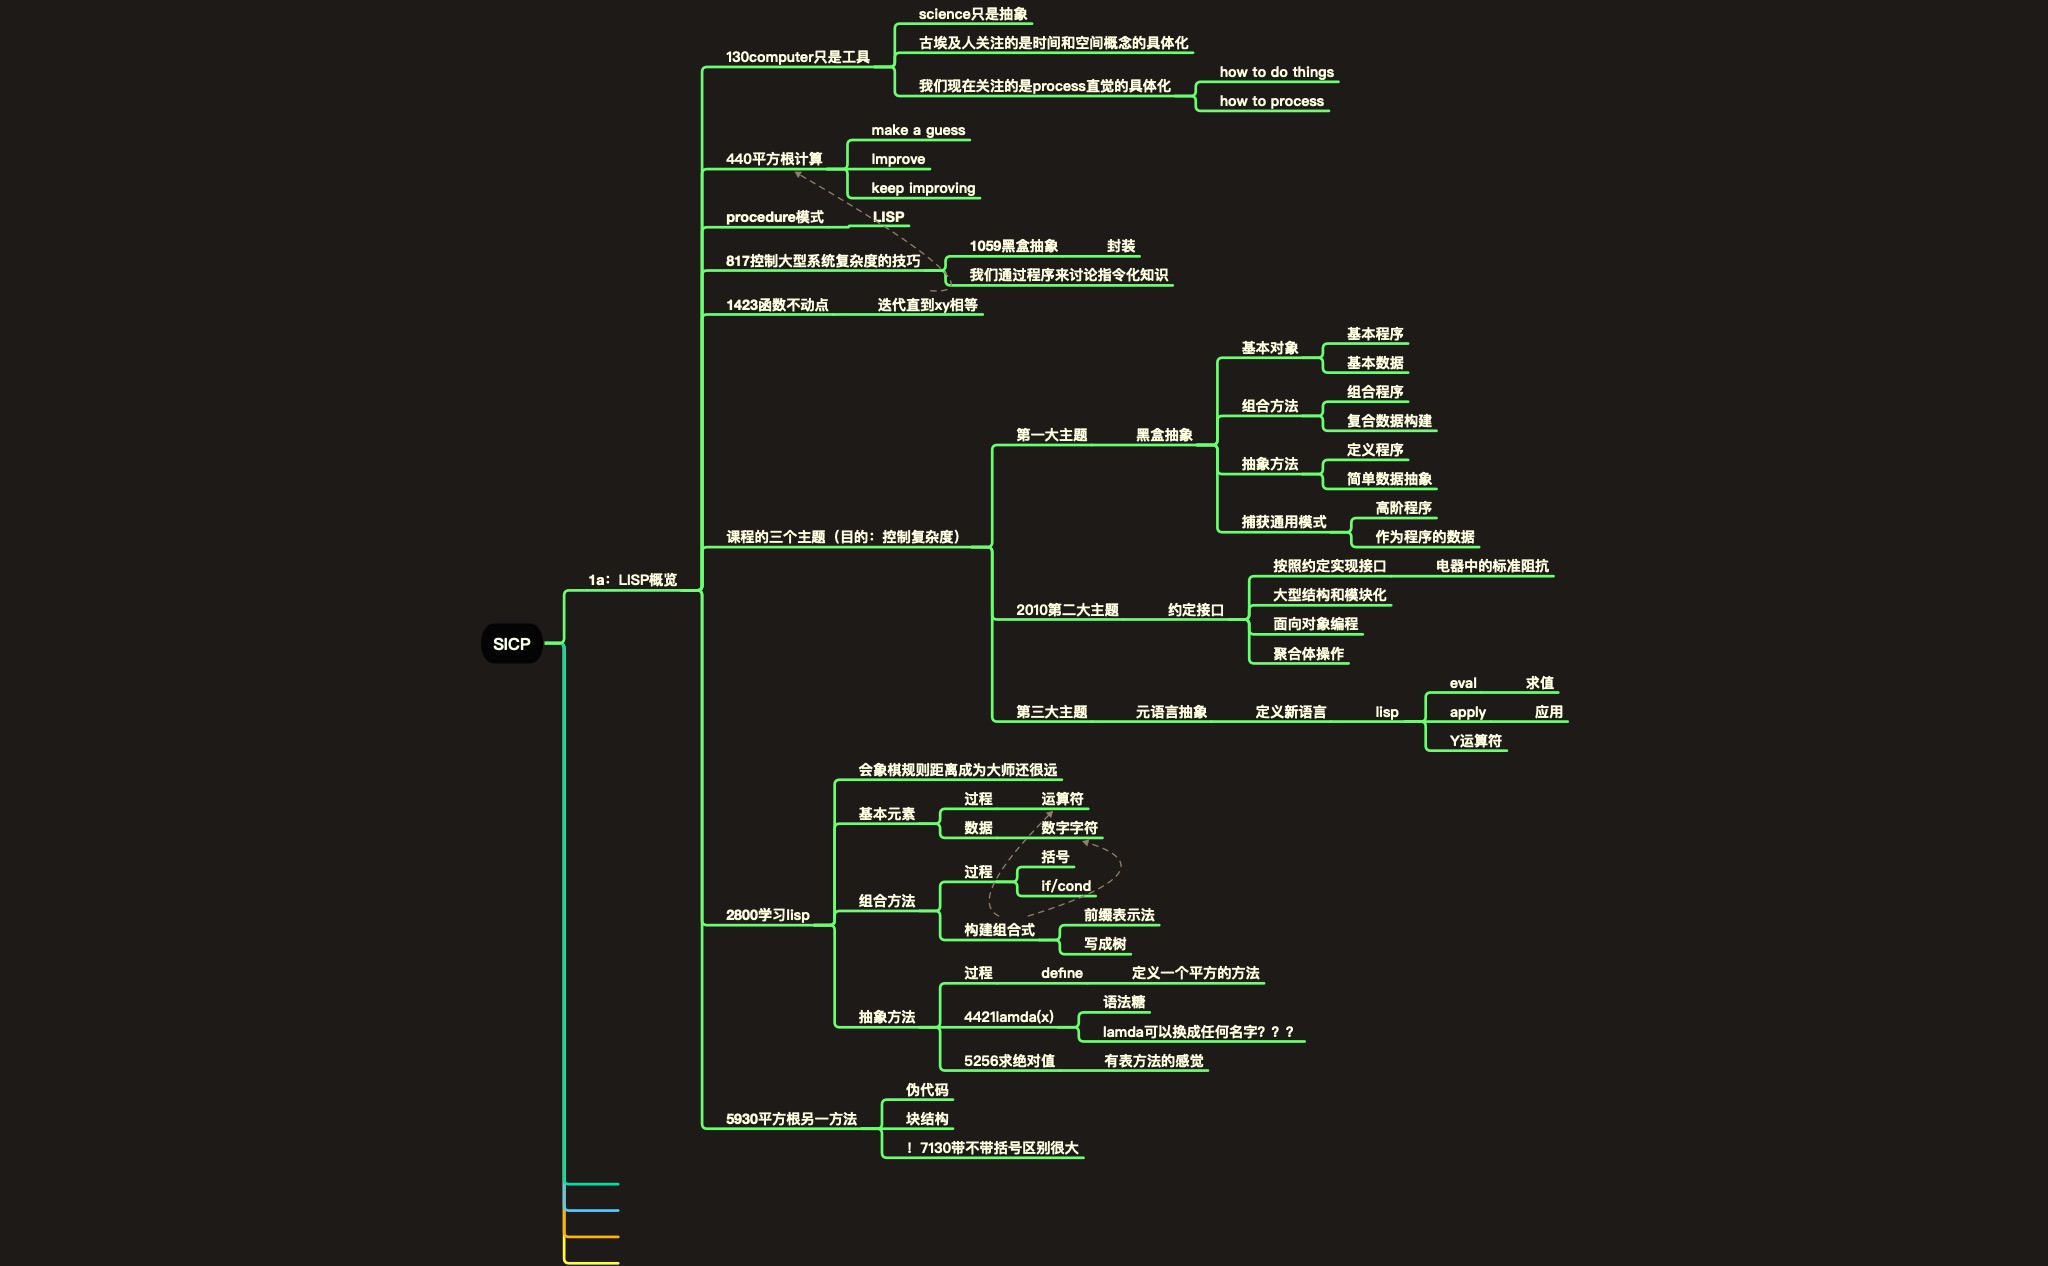 science只是抽象
古埃及人关注的是时间和空间概念的具体化
130computer只是工具
我们现在关注的是process直觉的具体化
how to do things
how to process
make a guess
440平方根计算
Improve
keep improving
procedure模式
LISP
1059黑盒抽象
封装
817控制大型系统复杂度的技巧
我们通过程序来讨论指令化知识
1423函数不动点
迭代直到xy相等
基本程序
基本对象
基本数据
组合程序
组合方法
复合数据构建
第一大主题
黑盒抽象
定义程序
抽象方法
简单数据抽象
高阶程序
捕获通用模式
作为程序的数据
课程的三个主题（目的：控制复杂度）
按照约定实现接口
电器中的标准阻抗
1a：LISP概览
大型结构和模块化
2010第二大主题
约定接口
面向对象编程
SICP
聚合体操作
eval
求值
第三大主题
元语言抽象
定义新语言
lisp
apply
应用
Y运算符
会象棋规则距离成为大师还很远
过程
运算符
基本元素
数据
数字字符
括号
过程
if/cond
组合方法
2800学习lisp
前缀表示法
构建组合式
写成树
过程
define
定义一个平方的方法
语法糖
抽象方法
4421lamda(x)
lamda可以换成任何名字？？？
5256求绝对值
有表方法的感觉
伪代码
5930平方根另一方法
块结构
！7130带不带括号区别很大